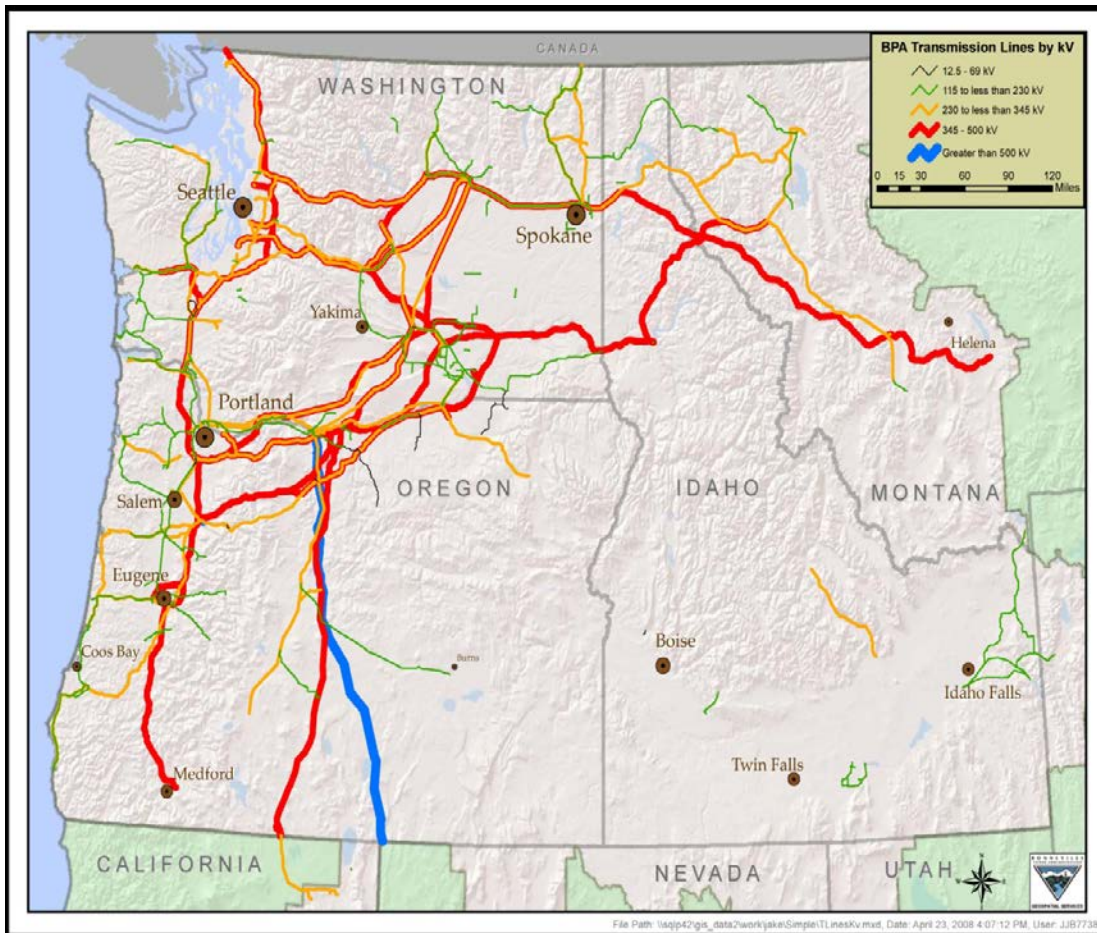 CANADA
BPA Transmission Lines by kV
12.5 - 69 kV
115 to less than 230 kV
230 to less than 345 kV
345 - 500 kV
Greater than 500 kV
0 15 30 60 90 120
Miles
WASHINGTON
Seattle
Spokane
Yakima
Helena
Portland
OREGON
IDAHO
MONTANA
Salem
Eugene
Coos Bay
Burns
Boise
Idaho Falls
Medford
Twin Falls
CALIFORNIA
NEVADA
UTAH
N
BONNEVILLE
GEOSPATIAL SERVICES
File Path: \\sqlp42\gis_data2\work\jake\Simple\TLinesKv.mxd, Date: April 23, 2008 4:07:12 PM, User: JJB7738